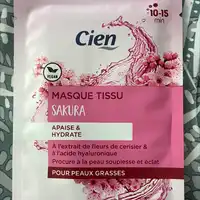 Cien
10-15
min
VEGAN
MASQUE TISSU
SAKURA
APAISE &
HYDRATE
À l'extrait de fleurs de cerisier &
à l'acide hyaluronique
Procure à la peau souplesse et éclat
POUR PEAUX GRASSES